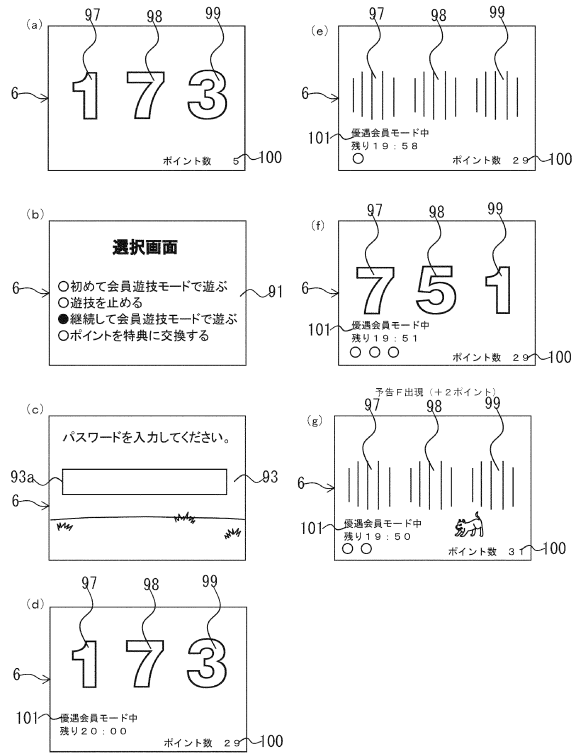 (a)
97 98 99
6
1 7 3
ポイント数 5 100
(b)
選択画面
○初めて会員遊技モードで遊ぶ
○遊技を止める
●継続して会員遊技モードで遊ぶ
○ポイントを特典に交換する
6
91
(c)
パスワードを入力してください。
93a
93
6
(d)
97 98 99
6
1 7 3
101 優遇会員モード中
残り20:00
ポイント数 29 100
(e)
97 98 99
6
101 優遇会員モード中
残り19:58
ポイント数 29 100
(f)
97 98 99
6
7 5 1
101 優遇会員モード中
残り19:51
ポイント数 29 100
予告F出現(+2ポイント)
(g)
97 98 99
6
101 優遇会員モード中
残り19:50
ポイント数 31 100